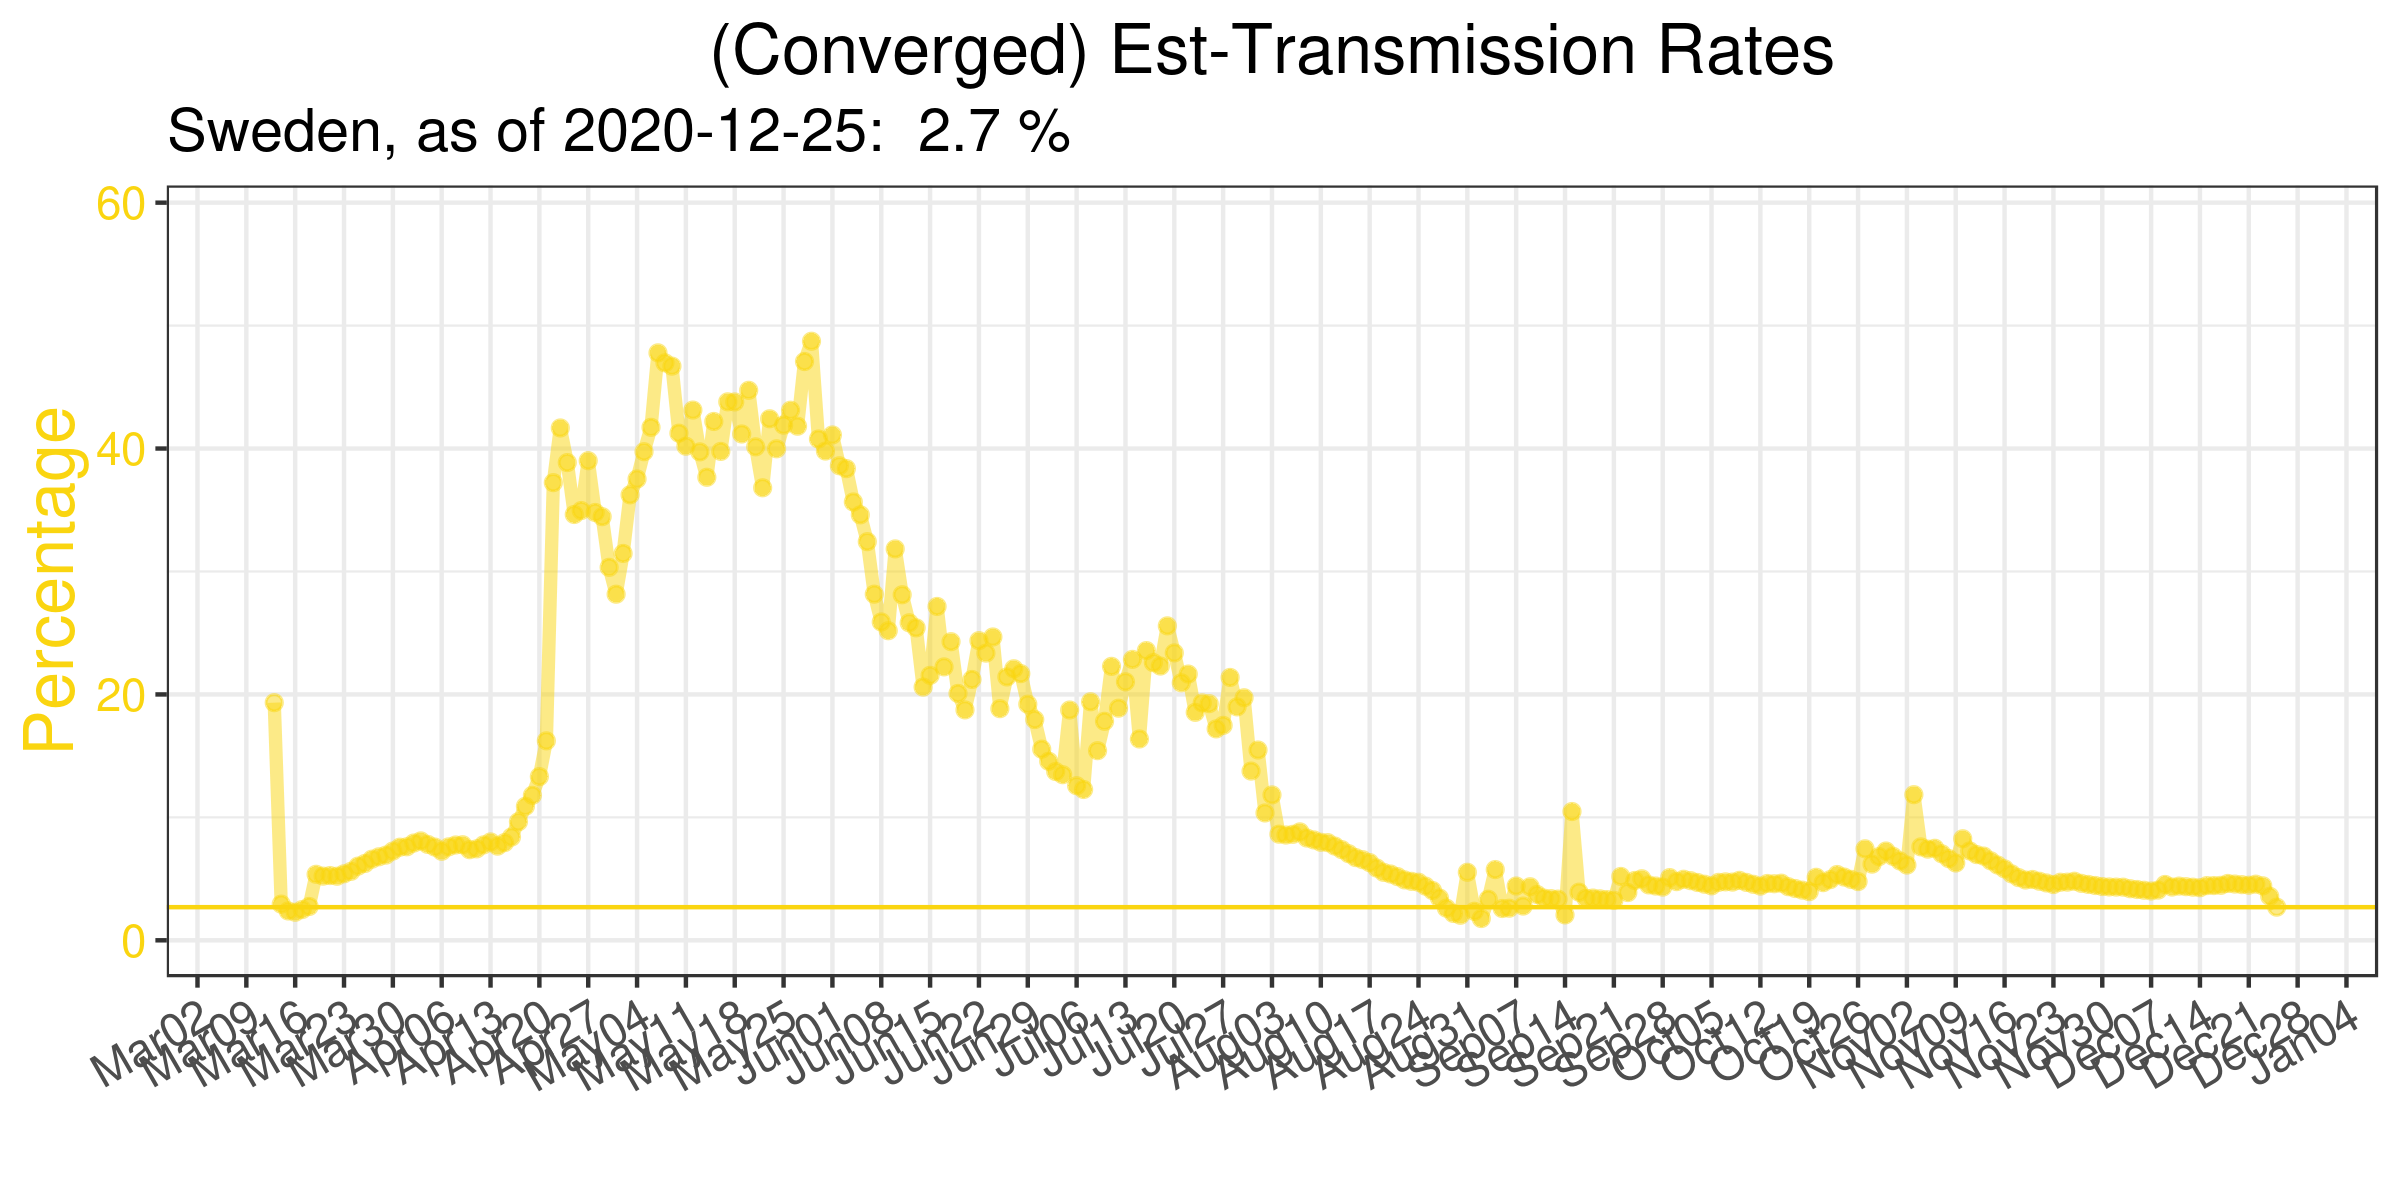 (Converged) Est-Transmission Rates
Sweden, as of 2020-12-25:  2.7 %
Percentage
60
40
20
0
Mar02
Mar09
Mar16
Mar23
Mar30
Apr06
Apr13
Apr20
Apr27
May04
May11
May18
May25
Jun01
Jun08
Jun15
Jun22
Jun29
Jul06
Jul13
Jul20
Jul27
Aug03
Aug10
Aug17
Aug24
Aug31
Sep07
Sep14
Sep21
Sep28
Oct05
Oct12
Oct19
Oct26
Nov02
Nov09
Nov16
Nov23
Nov30
Dec07
Dec14
Dec21
Dec28
Jan04